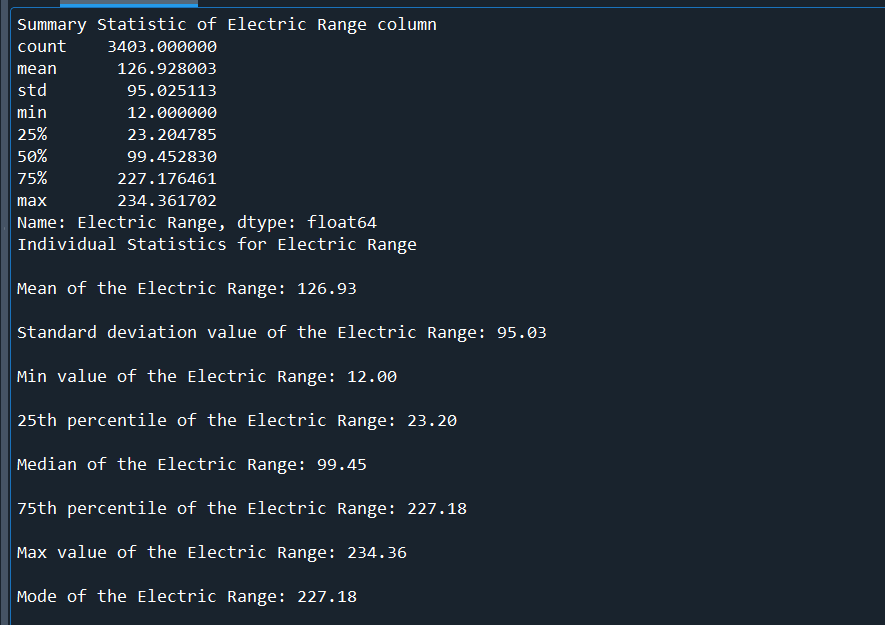 Summary Statistic of Electric Range column
count    3403.000000
mean      126.928003
std        95.025113
min        12.000000
25%        23.204785
50%        99.452830
75%       227.176461
max       234.361702
Name: Electric Range, dtype: float64
Individual Statistics for Electric Range
Mean of the Electric Range: 126.93
Standard deviation value of the Electric Range: 95.03
Min value of the Electric Range: 12.00
25th percentile of the Electric Range: 23.20
Median of the Electric Range: 99.45
75th percentile of the Electric Range: 227.18
Max value of the Electric Range: 234.36
Mode of the Electric Range: 227.18